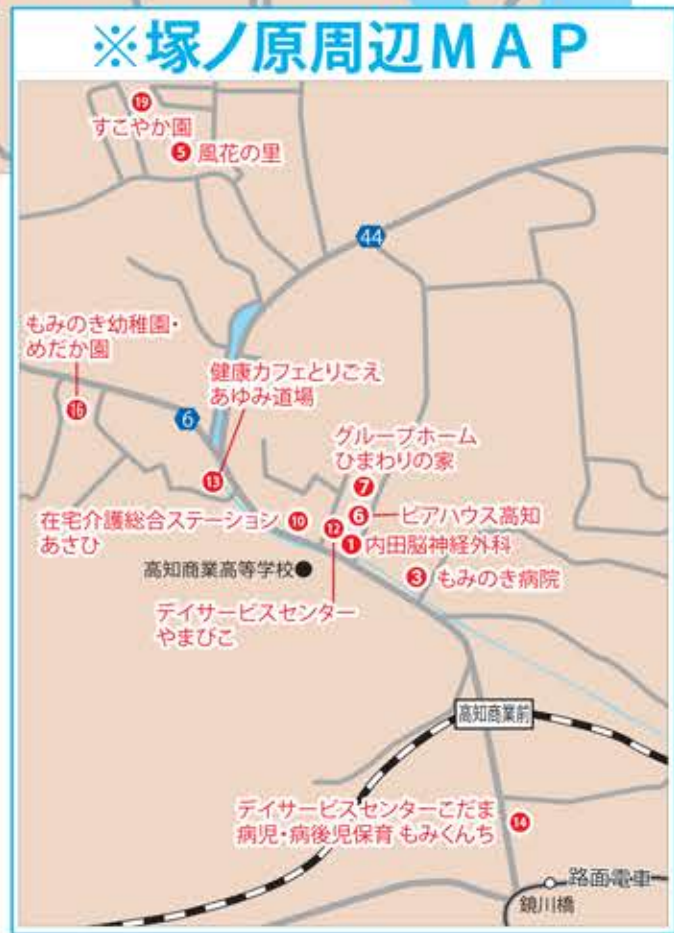 ※塚ノ原周辺MAP
⑲
すこやか園
⑤ 風花の里
44
もみのき幼稚園・
めだか園
⑯
6
健康カフェとりごえ
あゆみ道場
⑬
グループホーム
ひまわりの家
⑦
在宅介護総合ステーション ⑩
あさひ
⑫
⑥ ピアハウス高知
① 内田脳神経外科
高知商業高等学校●
③ もみのき病院
デイサービスセンター
やまびこ
高知商業前
デイサービスセンターこだま
病児・病後児保育 もみくんち ⑭
路面電車
鏡川橋